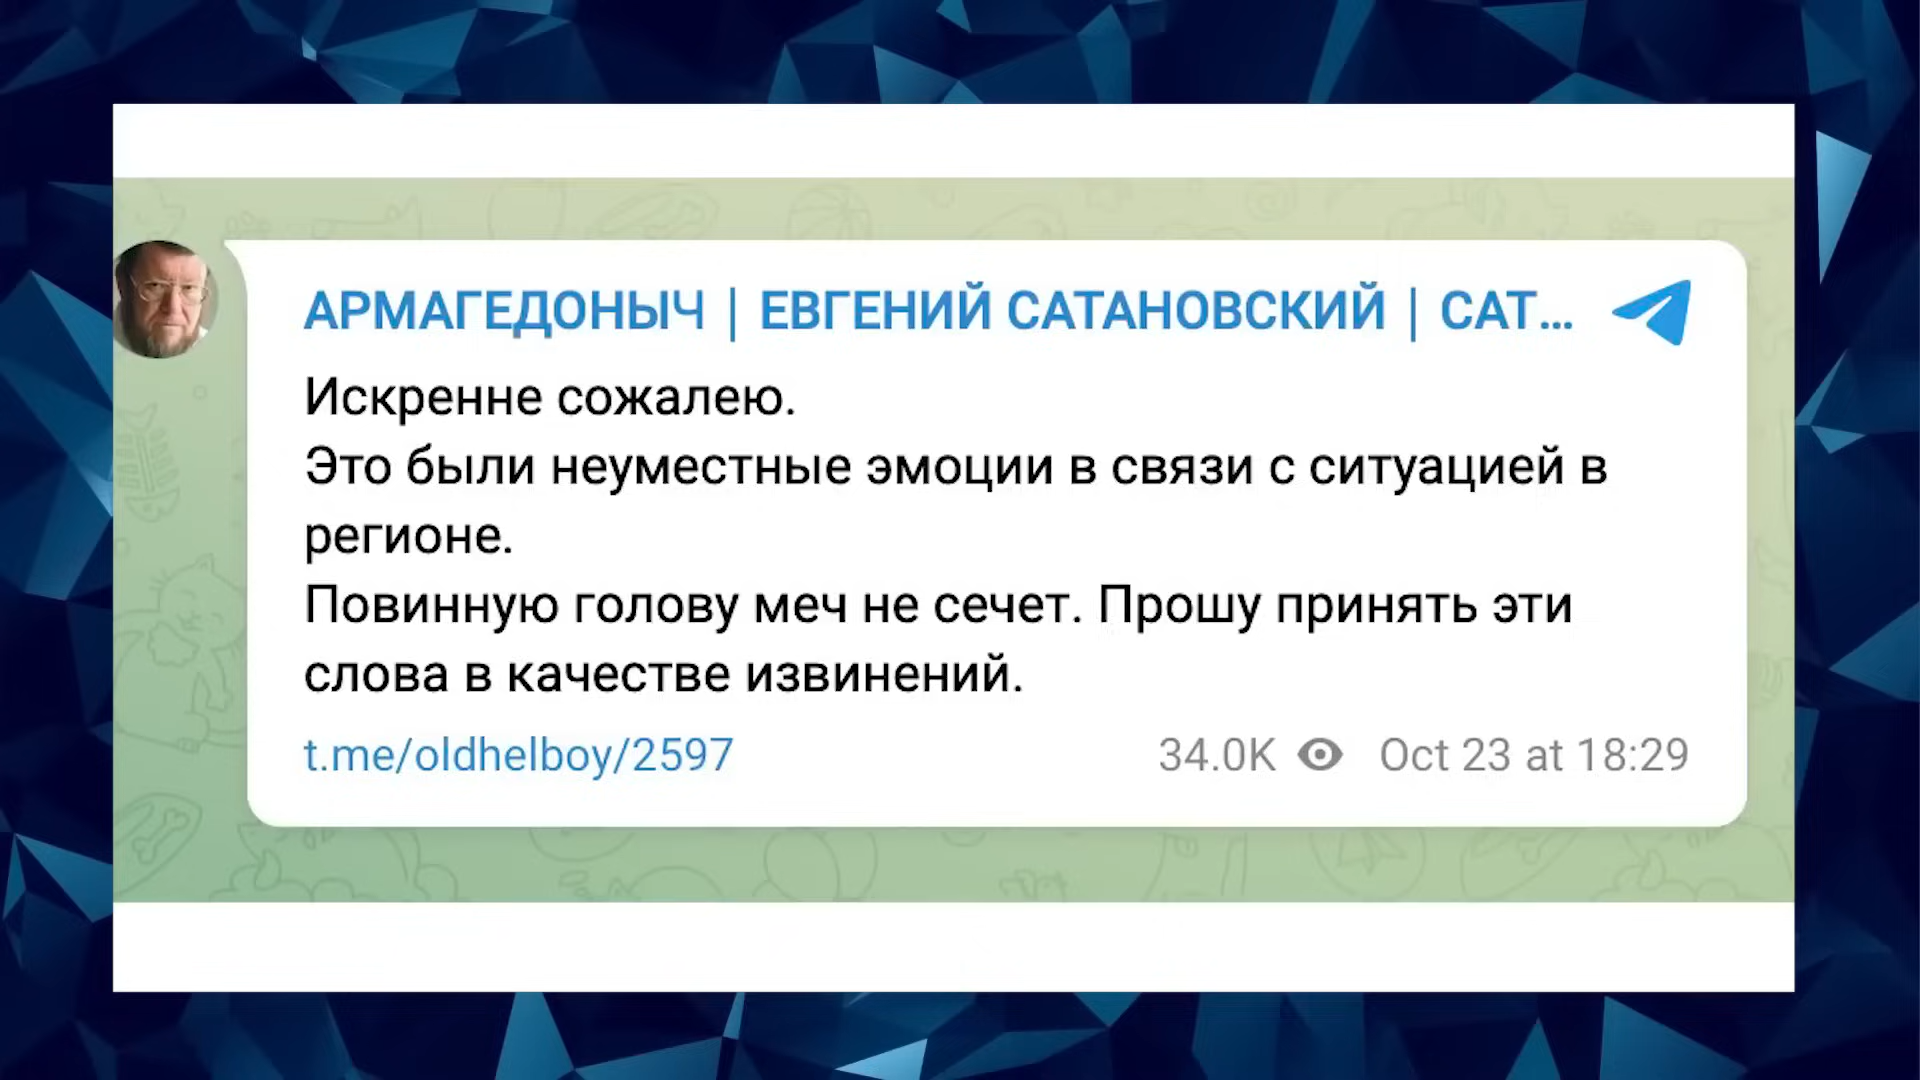 АРМАГЕДОНЫЧ | ЕВГЕНИЙ САТАНОВСКИЙ | САТ...
Искренне сожалею.
Это были неуместные эмоции в связи с ситуацией в
регионе.
Повинную голову меч не сечет. Прошу принять эти
слова в качестве извинений.
t.me/oldhelboy/2597 34.0K Oct 23 at 18:29